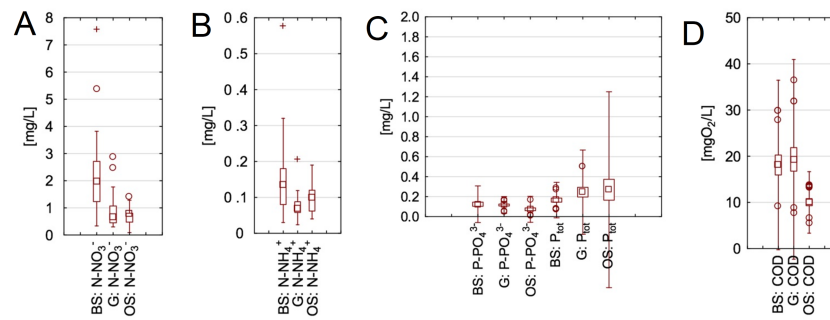 A
8
7
6
5
4
3
2
1
0
[mg/L]
BS: N-NO₃⁻
G: N-NO₃⁻
OS: N-NO₃⁻
B
0.6
0.5
0.4
0.3
0.2
0.1
0
[mg/L]
BS: N-NH₄⁺
G: N-NH₄⁺
OS: N-NH₄⁺
C
2.0
1.8
1.6
1.4
1.2
1.0
0.8
0.6
0.4
0.2
0.0
[mg/L]
BS: P-PO₄³⁻
G: P-PO₄³⁻
OS: P-PO₄³⁻
BS: Pₜₒₜ
G: Pₜₒₜ
OS: Pₜₒₜ
D
50
40
30
20
10
0
[mgO₂/L]
BS: COD
G: COD
OS: COD